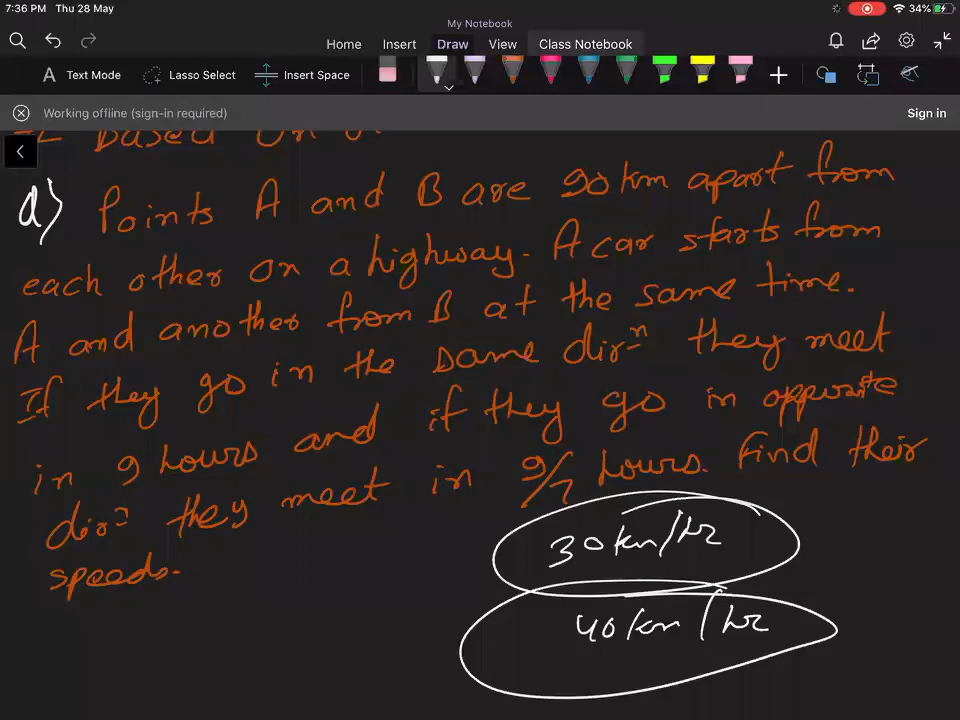 7:36 PM Thu 28 May
34%
My Notebook
Home Insert Draw View Class Notebook
Text Mode Lasso Select Insert Space
Working offline (sign-in required) Sign in
Based On
Q) Points A and B are 90 km apart from
each other on a highway. A car starts from
A and another from B at the same time.
If they go in the same dirⁿ they meet
in 9 hours and if they go in opposite
dirⁿ they meet in 9/7 hours. Find their
speeds.
30 km/hr
40 km/hr